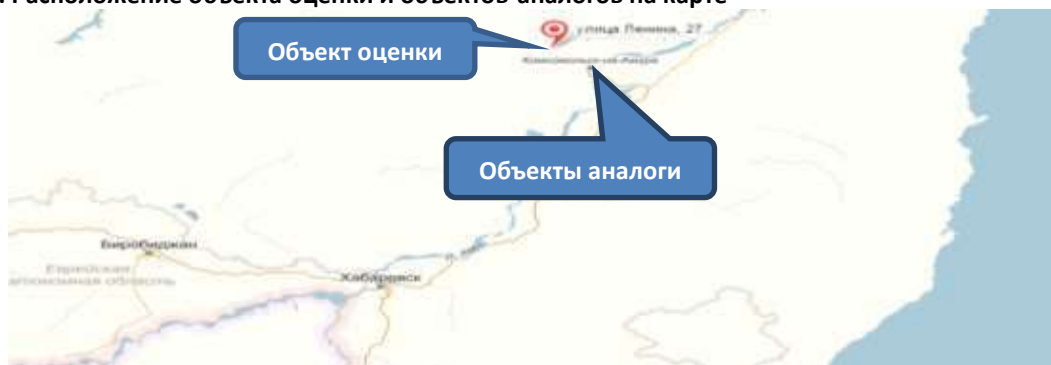 Расположение объекта оценки и объектов-аналогов на карте
улица Ленина, 27
Объект оценки
Комсомольск-на-Амуре
Объекты аналоги
Биробиджан
Еврейская
автономная область
Хабаровск